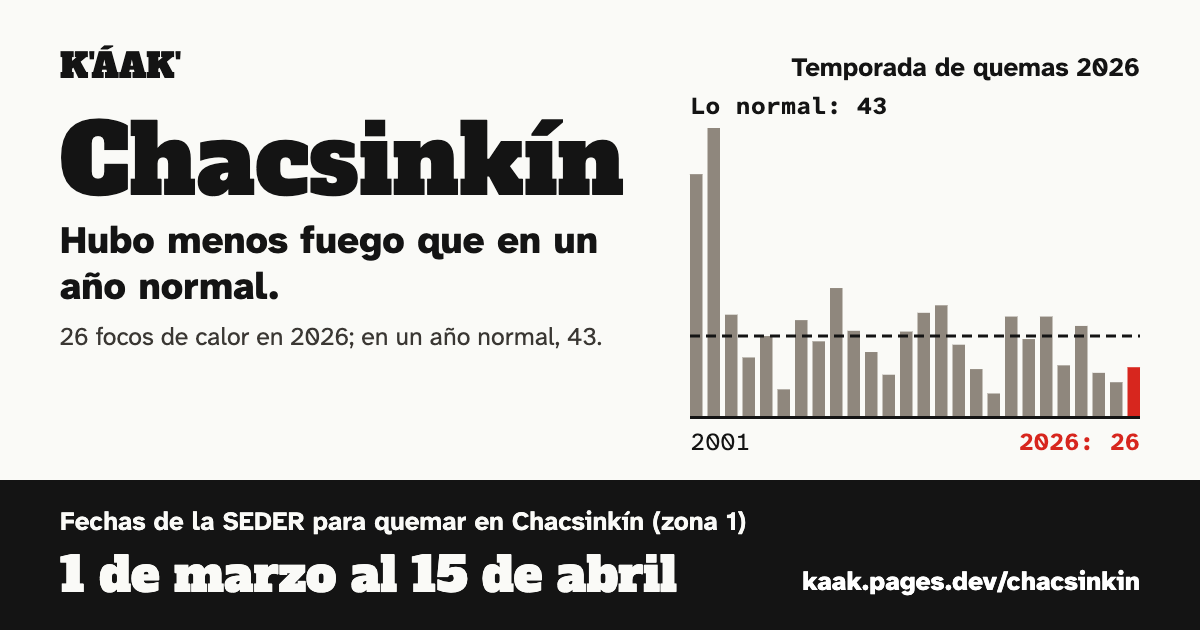 K'ÁAK'
Temporada de quemas 2026
Chacsinkín
Hubo menos fuego que en un
año normal.
26 focos de calor en 2026; en un año normal, 43.
Lo normal: 43
2001
2026: 26
Fechas de la SEDER para quemar en Chacsinkín (zona 1)
1 de marzo al 15 de abril
kaak.pages.dev/chacsinkin